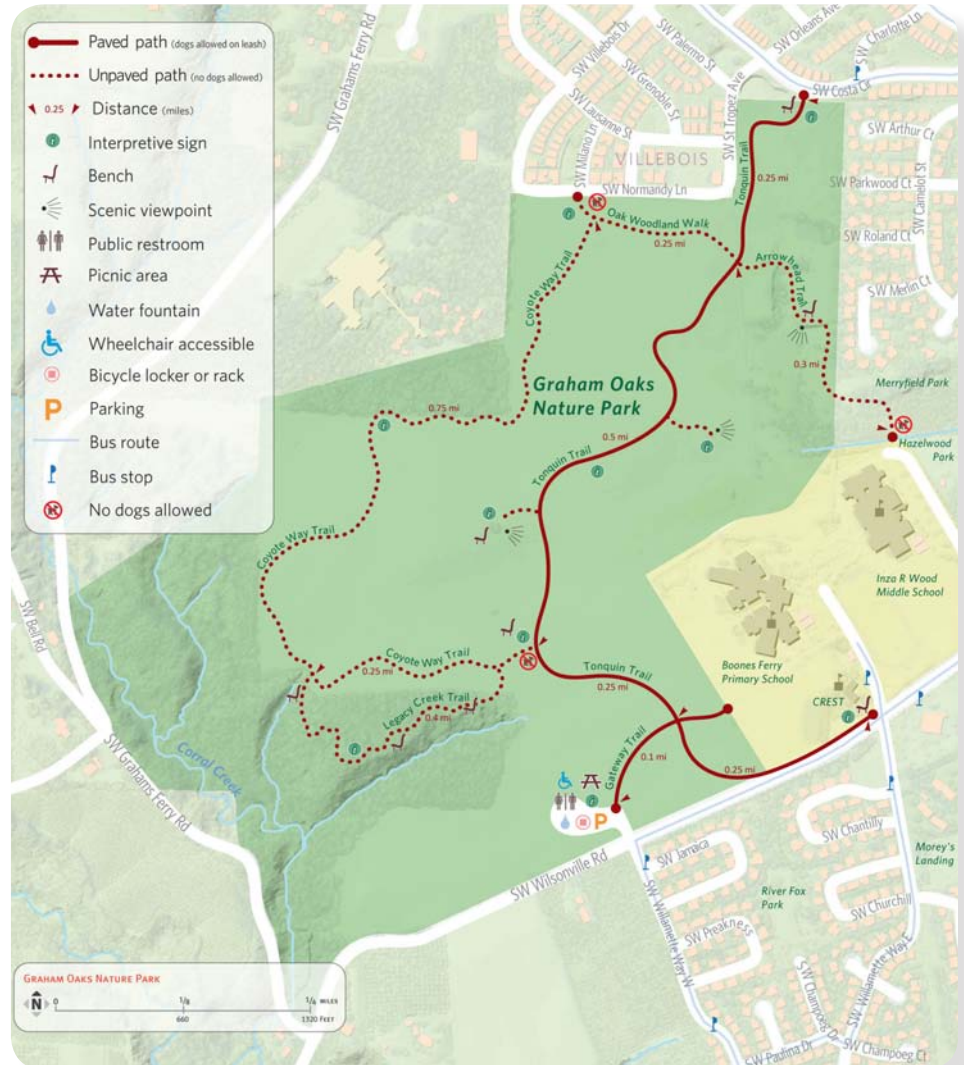 Paved path (dogs allowed on leash)
Unpaved path (no dogs allowed)
0.25 Distance (miles)
Interpretive sign
Bench
Scenic viewpoint
Public restroom
Picnic area
Water fountain
Wheelchair accessible
Bicycle locker or rack
P Parking
Bus route
Bus stop
No dogs allowed
SW Grahams Ferry Rd
SW Villebois Dr
SW Palermo St
SW Orleans Ave
SW Charlotte Ln
SW Grenoble St
SW Lausanne St
SW St Tropez Ave
SW Costa Cir
SW Milano Ln
VILLEBOIS
SW Normandy Ln
SW Arthur Ct
SW Parkwood Ct
SW Camelot St
SW Roland Ct
SW Merlin Ct
Tonquin Trail
0.25 mi
Oak Woodland Walk
0.25 mi
Arrowhead Trail
0.3 mi
Coyote Way Trail
Graham Oaks
Nature Park
0.75 mi
0.5 mi
Tonquin Trail
Merryfield Park
Hazelwood
Park
Coyote Way Trail
Inza R Wood
Middle School
Boones Ferry
Primary School
CREST
Coyote Way Trail
0.25 mi
Legacy Creek Trail
0.4 mi
Tonquin Trail
0.25 mi
Gateway Trail
0.1 mi
0.25 mi
P
SW Bell Rd
Corral Creek
SW Grahams Ferry Rd
SW Wilsonville Rd
SW Jamaca
SW Preakness
SW Willamette Way W
River Fox
Park
SW Chantilly
SW Churchill
Morey's
Landing
SW Willamette Way E
SW Champoeg Dr
SW Paulina Dr
SW Champoeg Ct
GRAHAM OAKS NATURE PARK
N
0 1/8 1/4 MILES
660 1320 FEET